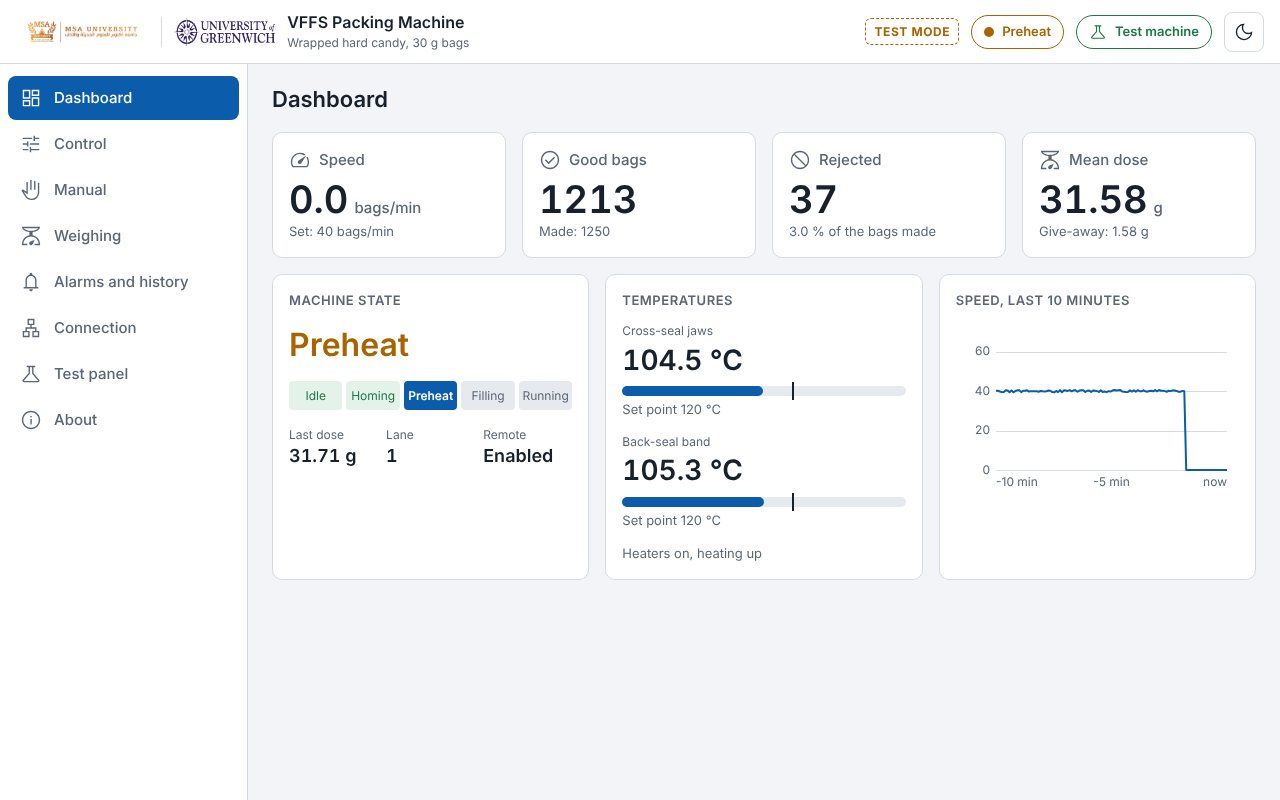 MSA UNIVERSITY
UNIVERSITY of GREENWICH
VFFS Packing Machine
Wrapped hard candy, 30 g bags
TEST MODE
Preheat
Test machine
Dashboard
Control
Manual
Weighing
Alarms and history
Connection
Test panel
About
Dashboard
Speed
0.0 bags/min
Set: 40 bags/min
Good bags
1213
Made: 1250
Rejected
37
3.0 % of the bags made
Mean dose
31.58 g
Give-away: 1.58 g
MACHINE STATE
Preheat
Idle Homing Preheat Filling Running
Last dose Lane Remote
31.71 g 1 Enabled
TEMPERATURES
Cross-seal jaws
104.5 °C
Set point 120 °C
Back-seal band
105.3 °C
Set point 120 °C
Heaters on, heating up
SPEED, LAST 10 MINUTES
60
40
20
0
-10 min -5 min now